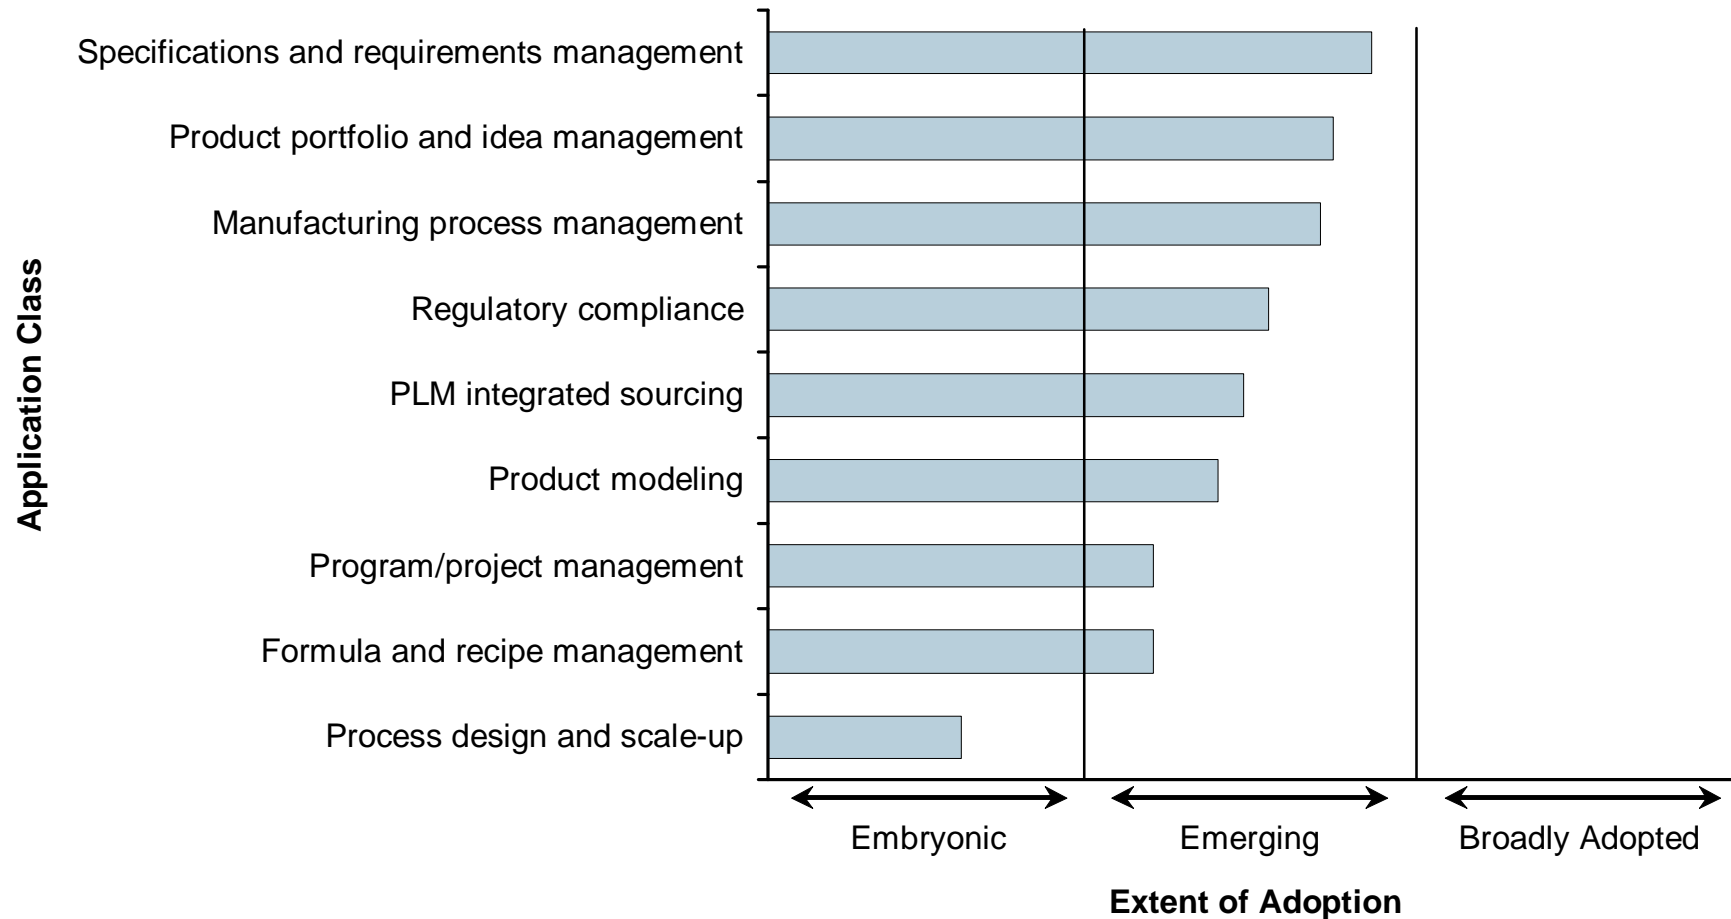 Specifications and requirements management
Product portfolio and idea management
Manufacturing process management
Regulatory compliance
PLM integrated sourcing
Product modeling
Program/project management
Formula and recipe management
Process design and scale-up
Application Class
Embryonic
Emerging
Broadly Adopted
Extent of Adoption